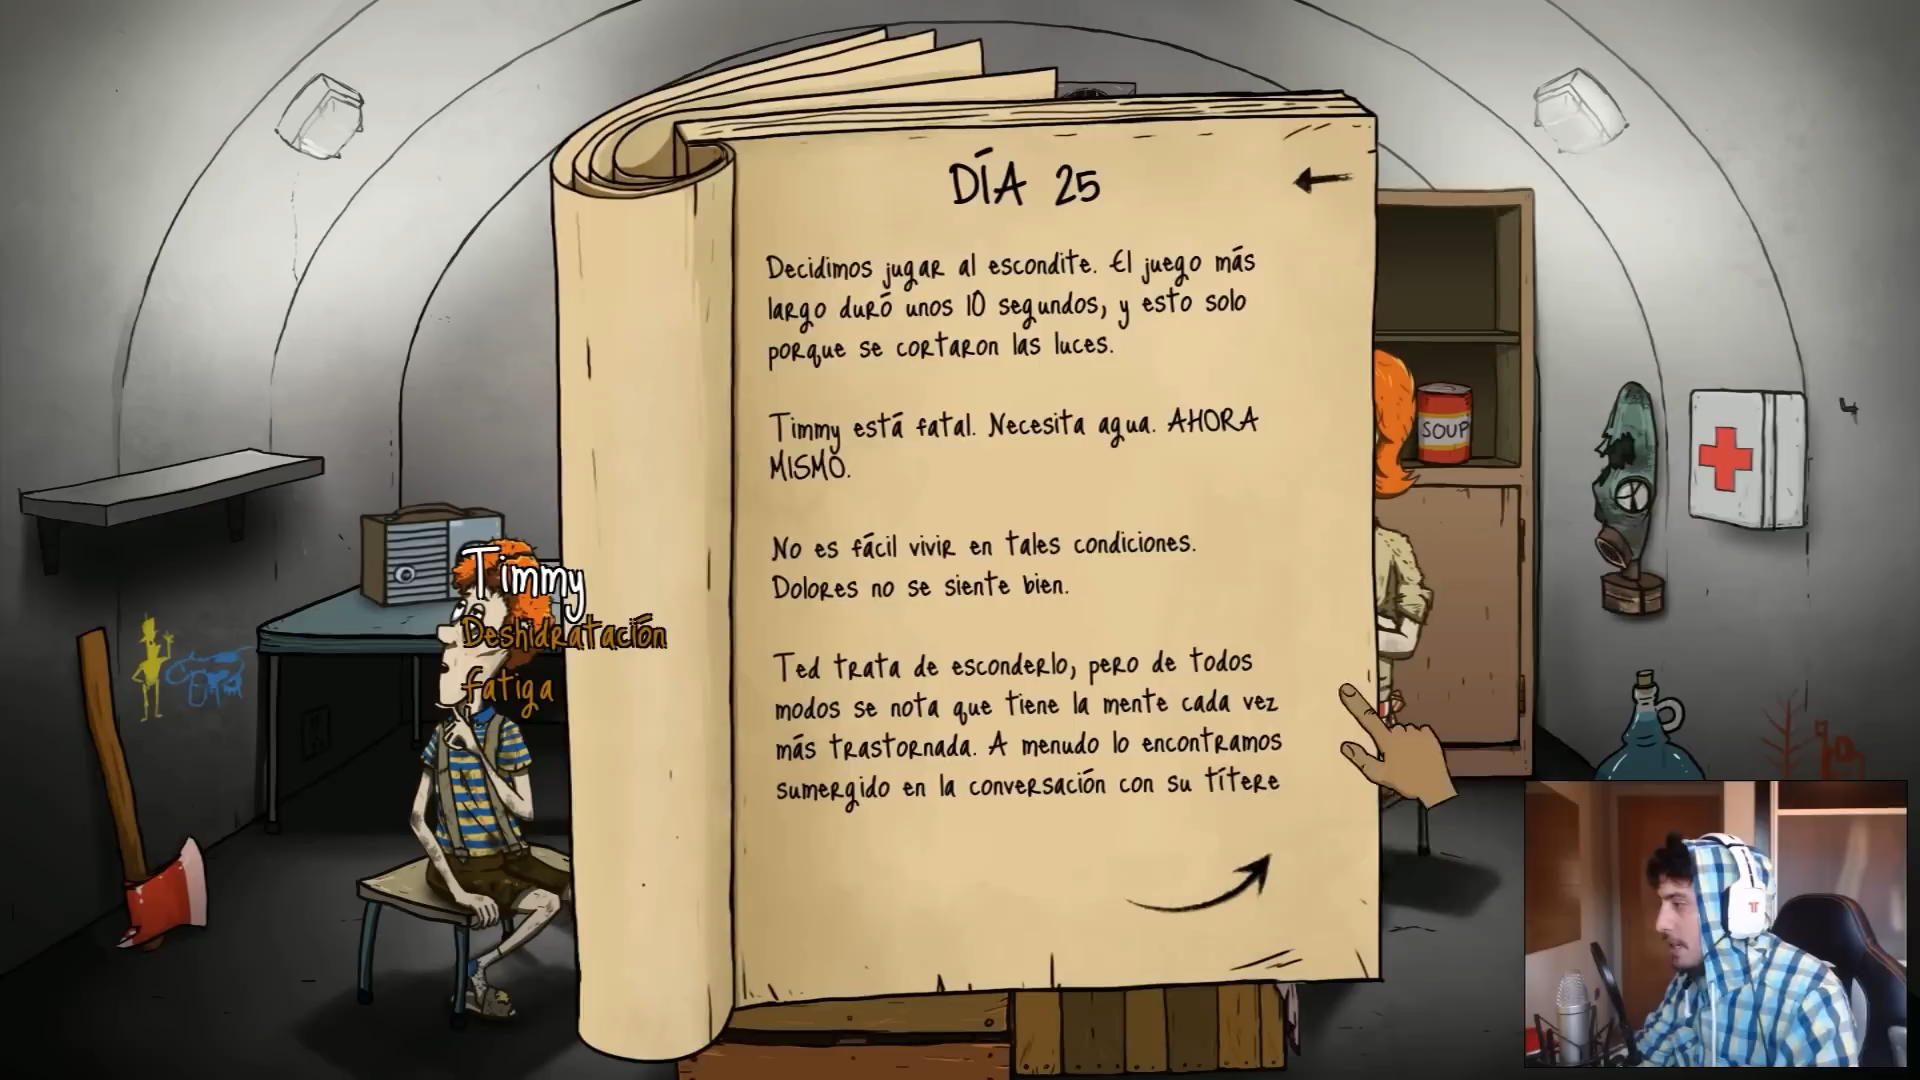 DÍA 25
Decidimos jugar al escondite. El juego más
largo duró unos 10 segundos, y esto solo
porque se cortaron las luces.
Timmy está fatal. Necesita agua. AHORA
MISMO.
No es fácil vivir en tales condiciones.
Dolores no se siente bien.
Ted trata de esconderlo, pero de todos
modos se nota que tiene la mente cada vez
más trastornada. A menudo lo encontramos
sumergido en la conversación con su títere
Timmy
Deshidratación
fatiga
SOUP